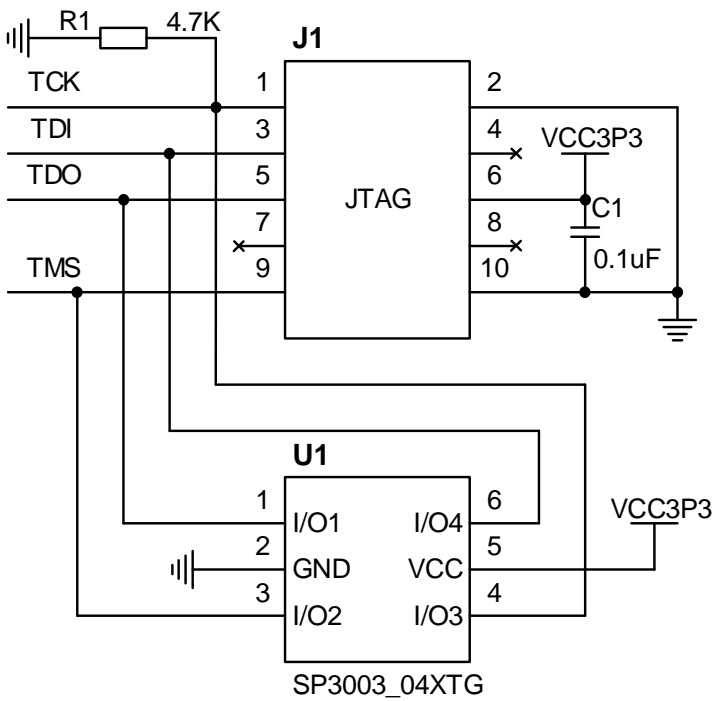 R1 4.7K
J1
TCK 1 2
TDI 3 4 VCC3P3
TDO 5 6
JTAG C1
7 8
0.1uF
TMS 9 10
U1
1 6 VCC3P3
I/O1 I/O4
2 5
GND VCC
3 4
I/O2 I/O3
SP3003_04XTG